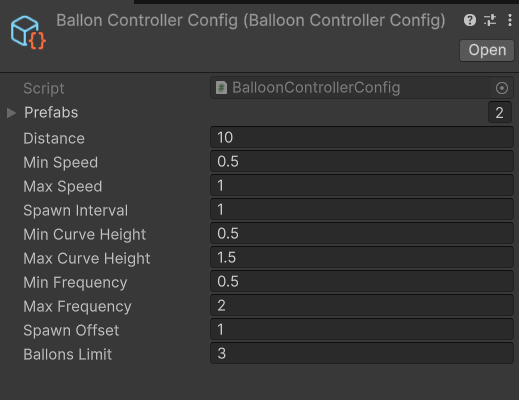 Ballon Controller Config (Balloon Controller Config)
Open
Script BalloonControllerConfig
Prefabs 2
Distance 10
Min Speed 0.5
Max Speed 1
Spawn Interval 1
Min Curve Height 0.5
Max Curve Height 1.5
Min Frequency 0.5
Max Frequency 2
Spawn Offset 1
Ballons Limit 3